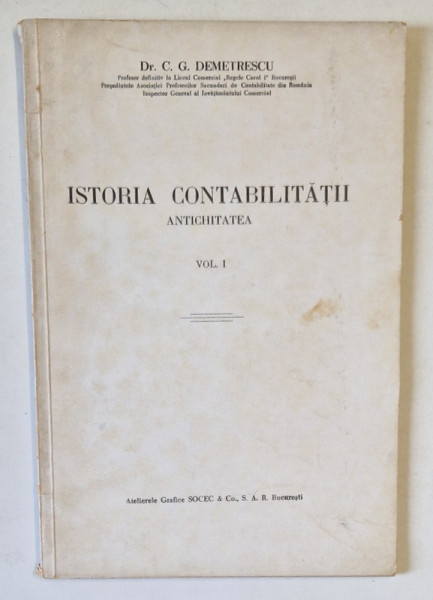 Dr. C. G. DEMETRESCU
Profesor definitiv la Liceul Comercial „Regele Carol I" București
Președintele Asociației Profesorilor Secundari de Contabilitate din România
Inspector General al Învățământului Comercial
ISTORIA CONTABILITĂȚII
ANTICHITATEA
VOL. I
Atelierele Grafice SOCEC & Co., S. A. R. București